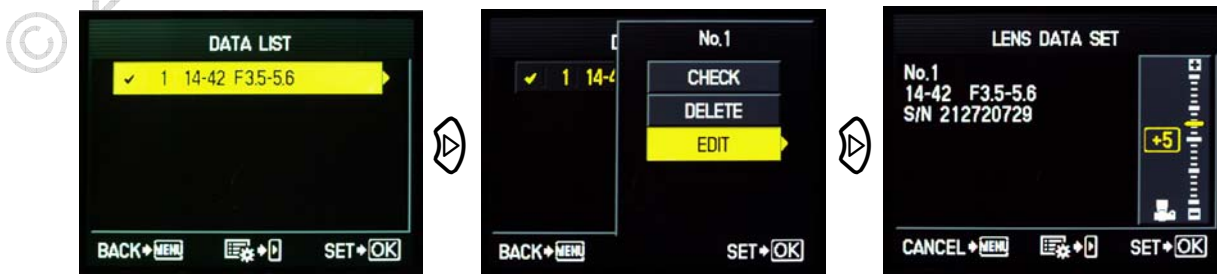 DATA LIST
✔ 1 14-42 F3.5-5.6
BACK MENU SET OK
No.1
✔ 1 14-4
CHECK
DELETE
EDIT
BACK MENU SET OK
LENS DATA SET
No.1
14-42 F3.5-5.6
S/N 212720729
+5
CANCEL MENU SET OK